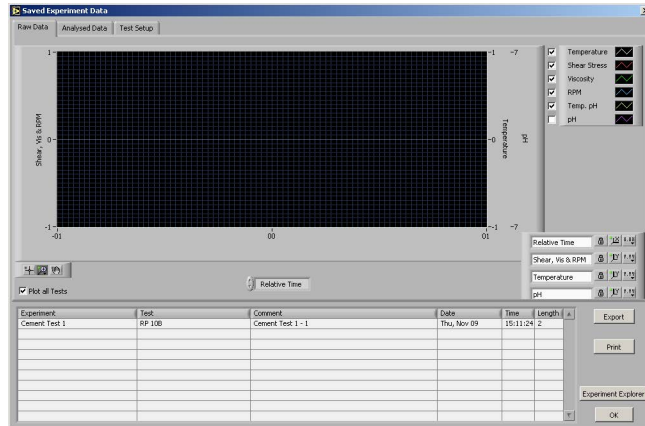 Saved Experiment Data
Raw Data Analysed Data Test Setup
1 1 -7
Shear, Vis & RPM
0 -0
Temperature
pH
-1 -1 -7
-01 00 01
Temperature
Shear Stress
Viscosity
RPM
Temp. pH
pH
Relative Time
Shear, Vis & RPM
Temperature
pH
Plot all Tests
Relative Time
Experiment Test Comment Date Time Length
Cement Test 1 RP 10B Cement Test 1 - 1 Thu, Nov 09 15:11:24 2
Export
Print
Experiment Explorer
OK